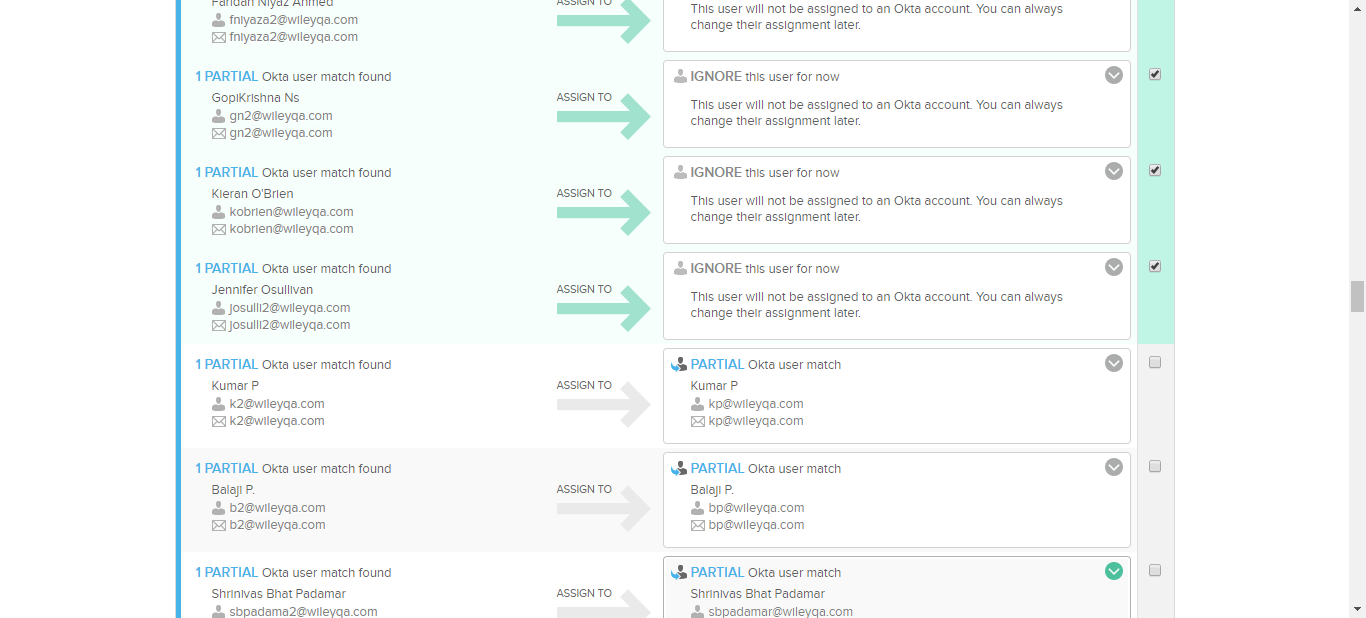 Faridah Niyaz Ahmed
fniyaza2@wileyqa.com
fniyaza2@wileyqa.com
ASSIGN TO
This user will not be assigned to an Okta account. You can always
change their assignment later.
1 PARTIAL Okta user match found
GopiKrishna Ns
gn2@wileyqa.com
gn2@wileyqa.com
ASSIGN TO
IGNORE this user for now
This user will not be assigned to an Okta account. You can always
change their assignment later.
1 PARTIAL Okta user match found
Kieran O'Brien
kobrien@wileyqa.com
kobrien@wileyqa.com
ASSIGN TO
IGNORE this user for now
This user will not be assigned to an Okta account. You can always
change their assignment later.
1 PARTIAL Okta user match found
Jennifer Osullivan
josulli2@wileyqa.com
josulli2@wileyqa.com
ASSIGN TO
IGNORE this user for now
This user will not be assigned to an Okta account. You can always
change their assignment later.
1 PARTIAL Okta user match found
Kumar P
k2@wileyqa.com
k2@wileyqa.com
ASSIGN TO
PARTIAL Okta user match
Kumar P
kp@wileyqa.com
kp@wileyqa.com
1 PARTIAL Okta user match found
Balaji P.
b2@wileyqa.com
b2@wileyqa.com
ASSIGN TO
PARTIAL Okta user match
Balaji P.
bp@wileyqa.com
bp@wileyqa.com
1 PARTIAL Okta user match found
Shrinivas Bhat Padamar
sbpadama2@wileyqa.com
ASSIGN TO
PARTIAL Okta user match
Shrinivas Bhat Padamar
sbpadamar@wileyqa.com